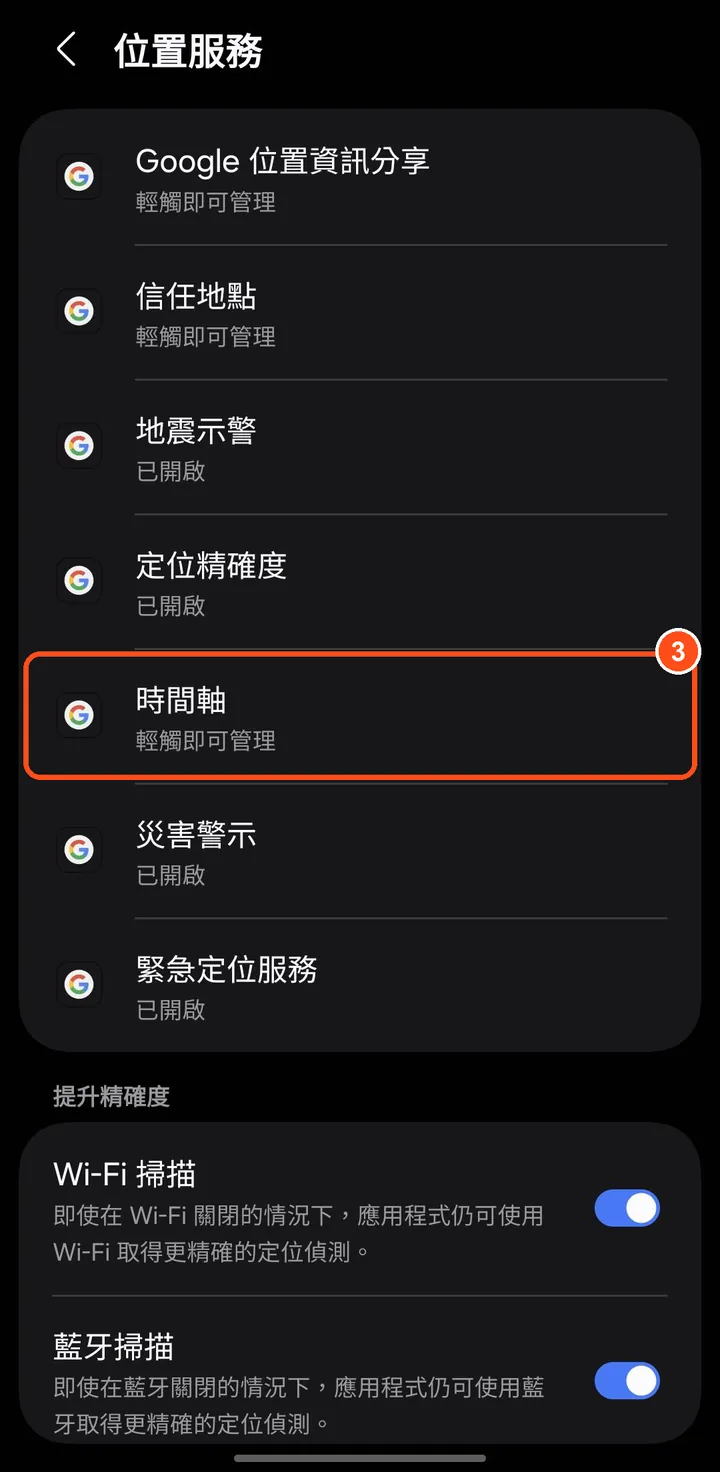 位置服務
Google 位置資訊分享
輕觸即可管理
信任地點
輕觸即可管理
地震示警
已開啟
定位精確度
已開啟
3
時間軸
輕觸即可管理
災害警示
已開啟
緊急定位服務
已開啟
提升精確度
Wi-Fi 掃描
即使在 Wi-Fi 關閉的情況下，應用程式仍可使用
Wi-Fi 取得更精確的定位偵測。
藍牙掃描
即使在藍牙關閉的情況下，應用程式仍可使用藍
牙取得更精確的定位偵測。